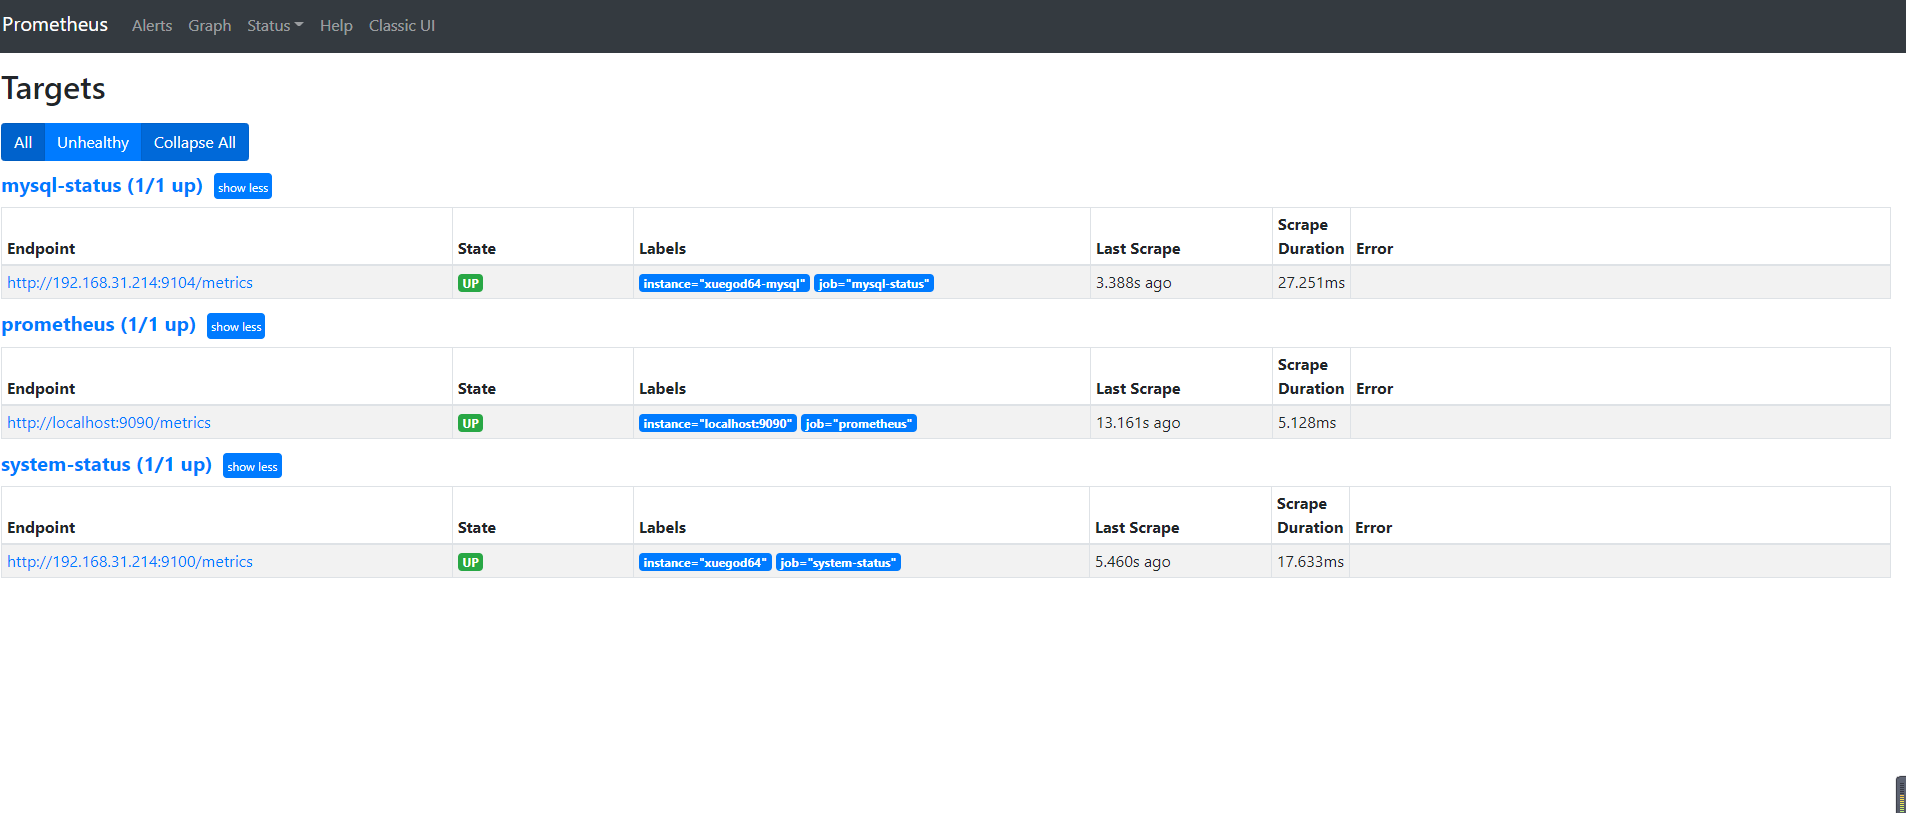 Prometheus Alerts Graph Status Help Classic UI
Targets
All Unhealthy Collapse All
mysql-status (1/1 up) show less
Endpoint State Labels Last Scrape Scrape Duration Error
http://192.168.31.214:9104/metrics UP instance="xuegod64-mysql" job="mysql-status" 3.388s ago 27.251ms
prometheus (1/1 up) show less
Endpoint State Labels Last Scrape Scrape Duration Error
http://localhost:9090/metrics UP instance="localhost:9090" job="prometheus" 13.161s ago 5.128ms
system-status (1/1 up) show less
Endpoint State Labels Last Scrape Scrape Duration Error
http://192.168.31.214:9100/metrics UP instance="xuegod64" job="system-status" 5.460s ago 17.633ms